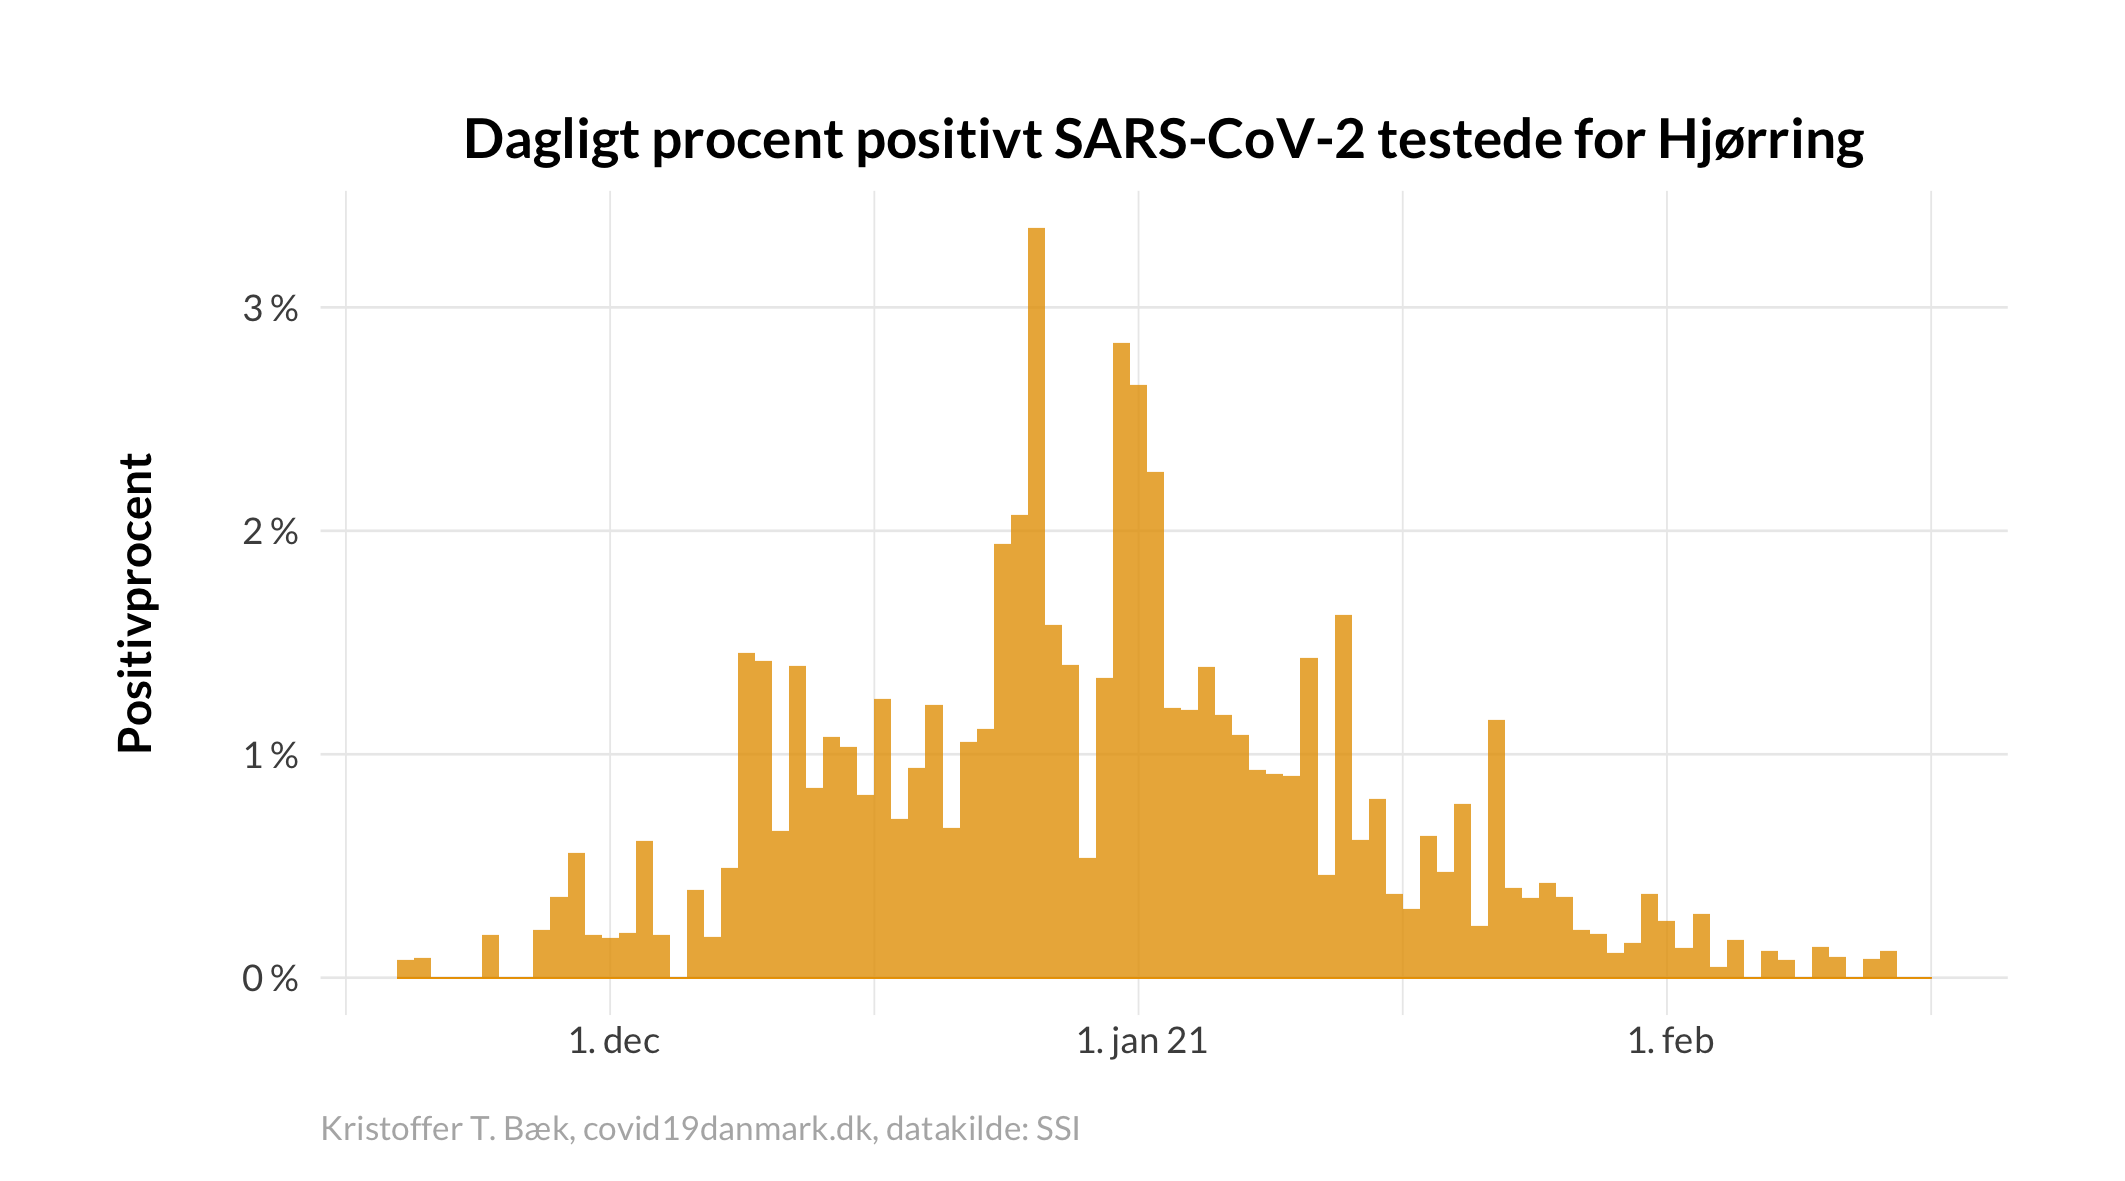 Dagligt procent positivt SARS-CoV-2 testede for Hjørring
Positivprocent
3 %
2 %
1 %
0 %
1. dec
1. jan 21
1. feb
Kristoffer T. Bæk, covid19danmark.dk, datakilde: SSI